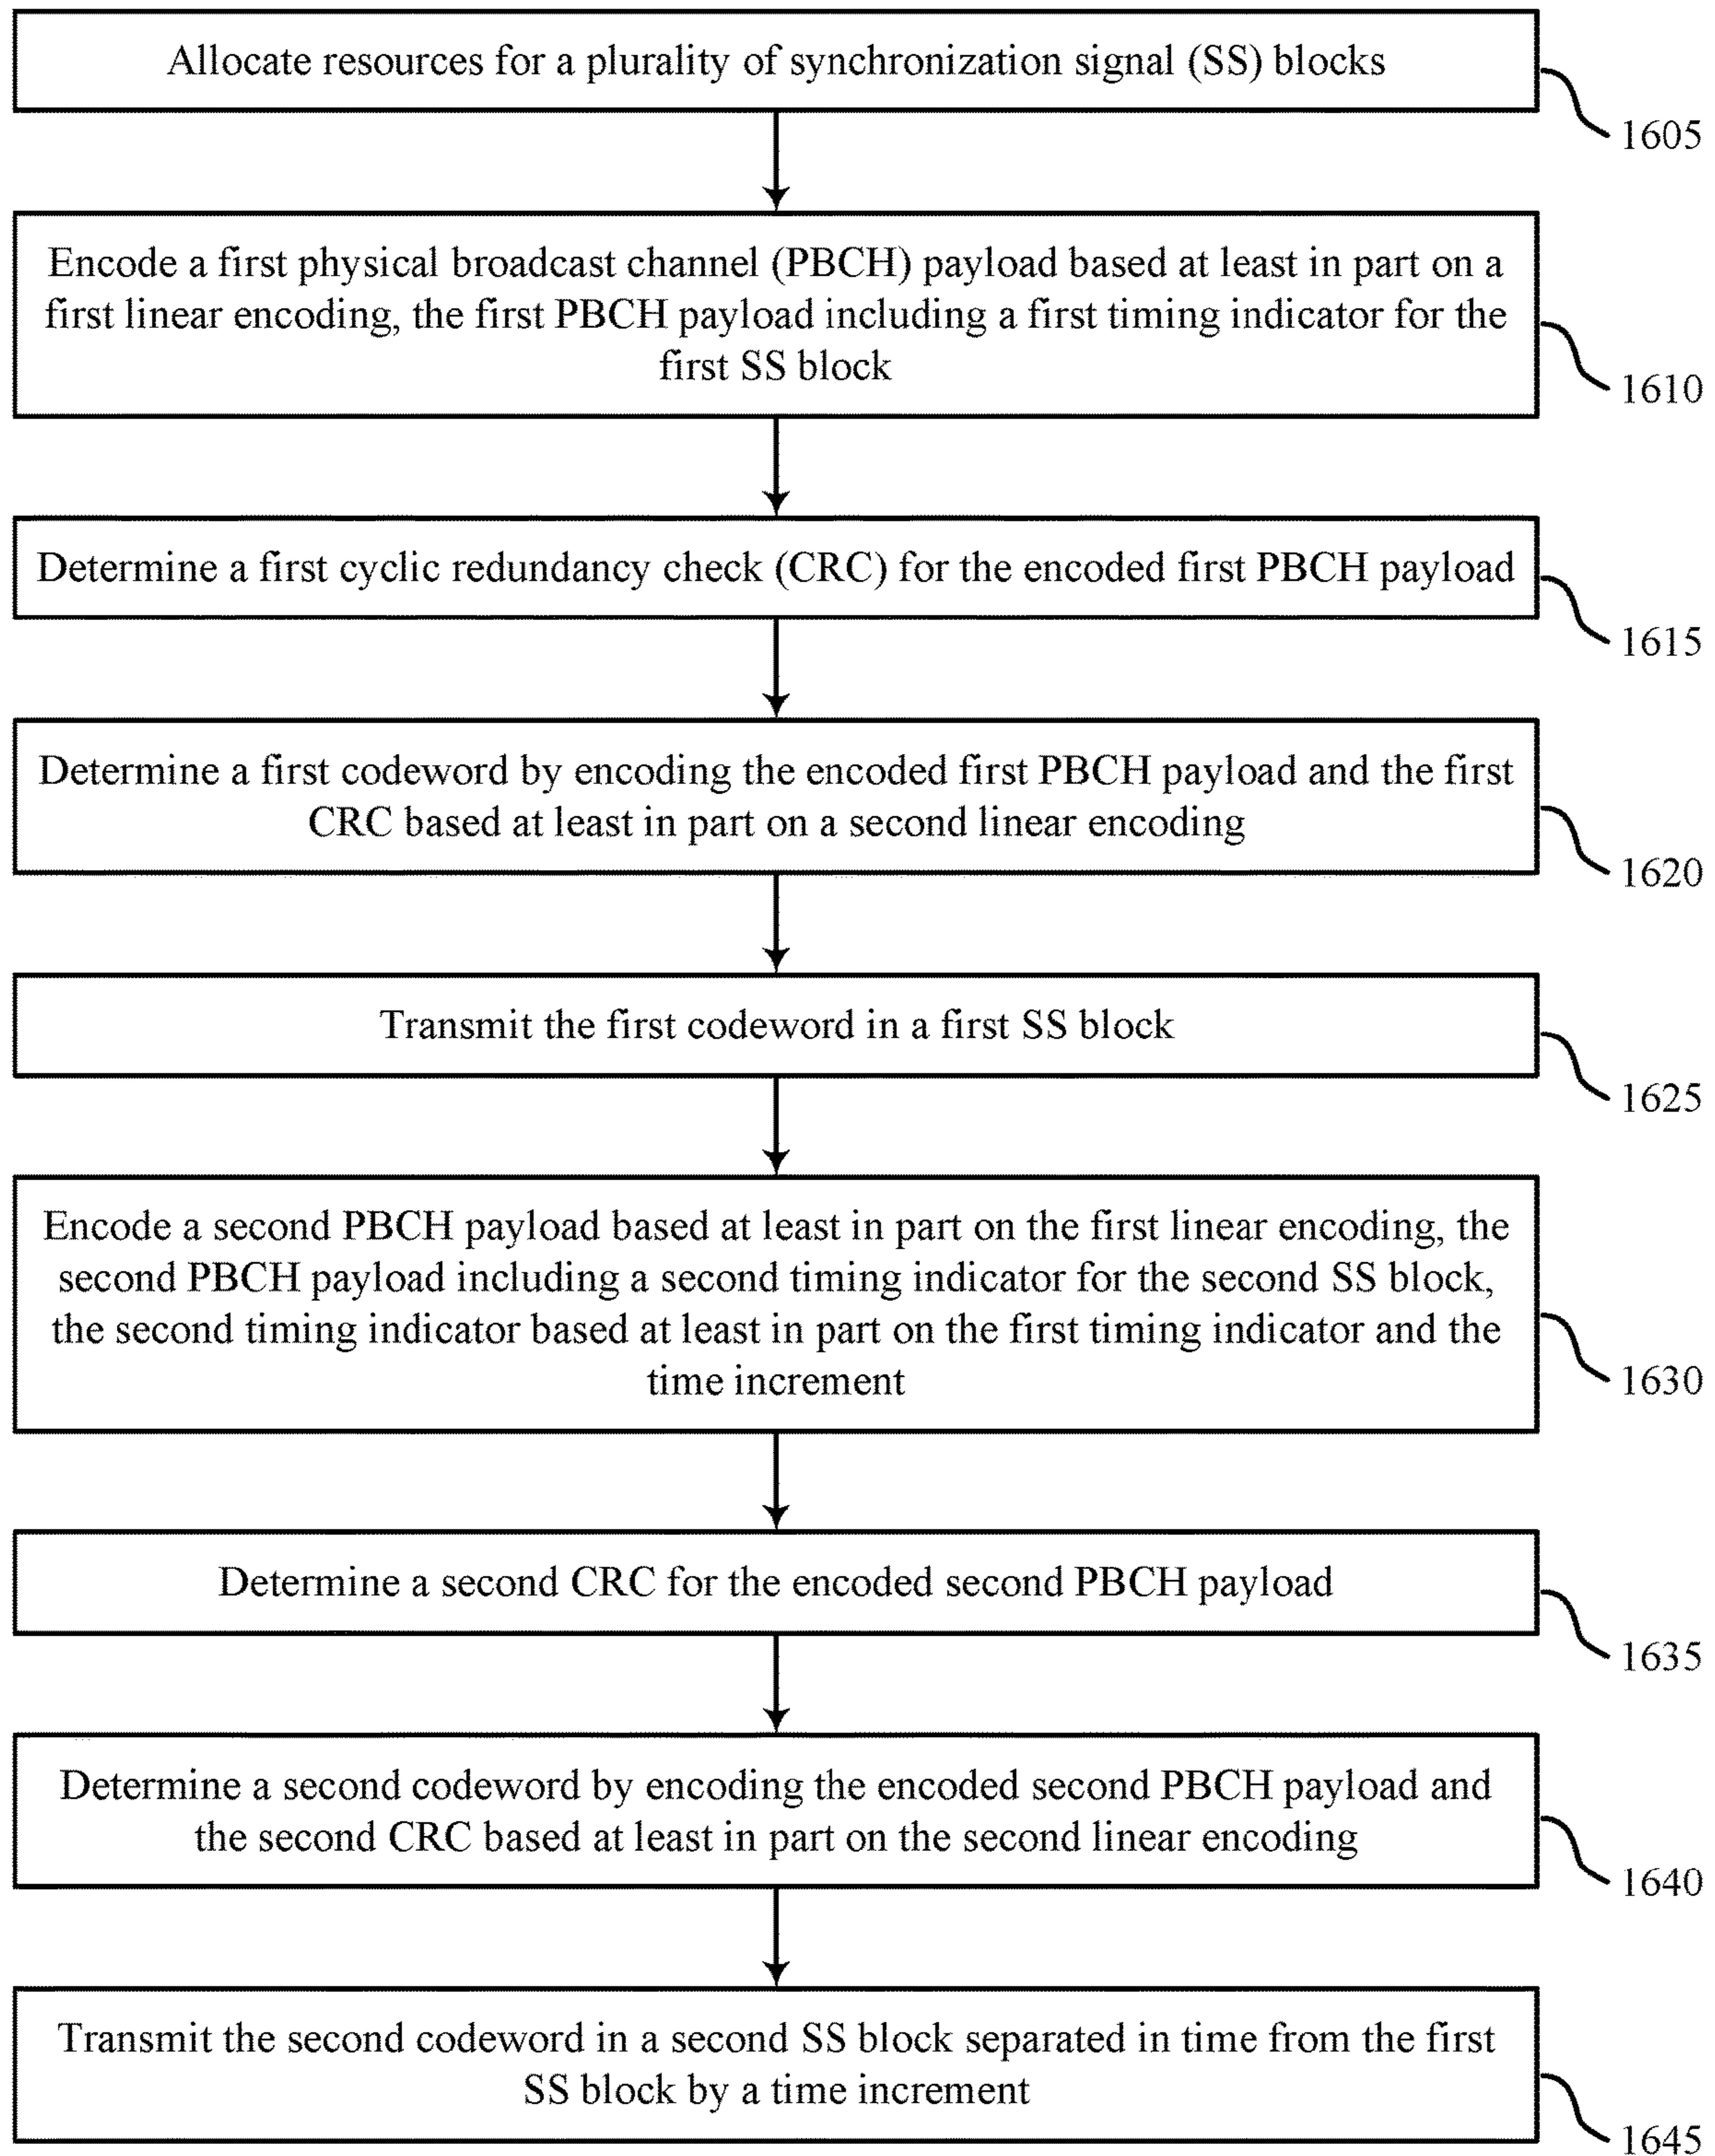 Allocate resources for a plurality of synchronization signal (SS) blocks
1605
Encode a first physical broadcast channel (PBCH) payload based at least in part on a
first linear encoding, the first PBCH payload including a first timing indicator for the
first SS block
1610
Determine a first cyclic redundancy check (CRC) for the encoded first PBCH payload
1615
Determine a first codeword by encoding the encoded first PBCH payload and the first
CRC based at least in part on a second linear encoding
1620
Transmit the first codeword in a first SS block
1625
Encode a second PBCH payload based at least in part on the first linear encoding, the
second PBCH payload including a second timing indicator for the second SS block,
the second timing indicator based at least in part on the first timing indicator and the
time increment
1630
Determine a second CRC for the encoded second PBCH payload
1635
Determine a second codeword by encoding the encoded second PBCH payload and
the second CRC based at least in part on the second linear encoding
1640
Transmit the second codeword in a second SS block separated in time from the first
SS block by a time increment
1645